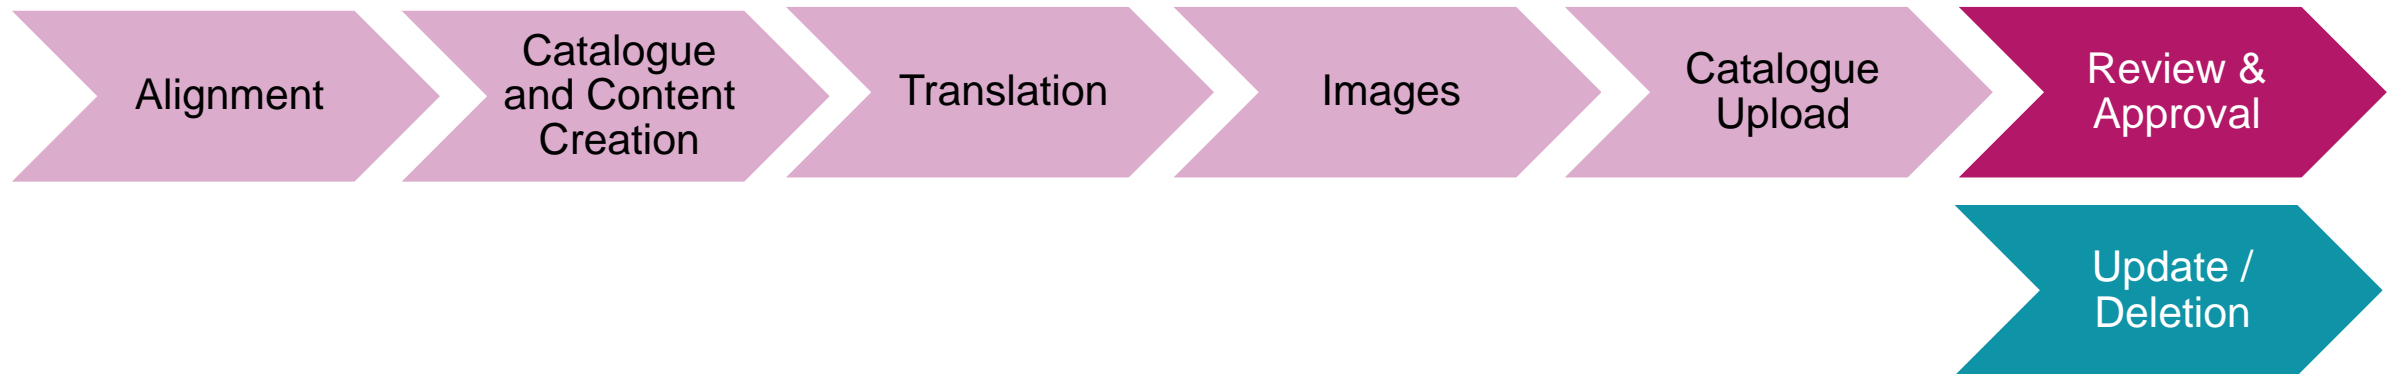 Alignment
Catalogue
and Content
Creation
Translation
Images
Catalogue
Upload
Review &
Approval
Update /
Deletion